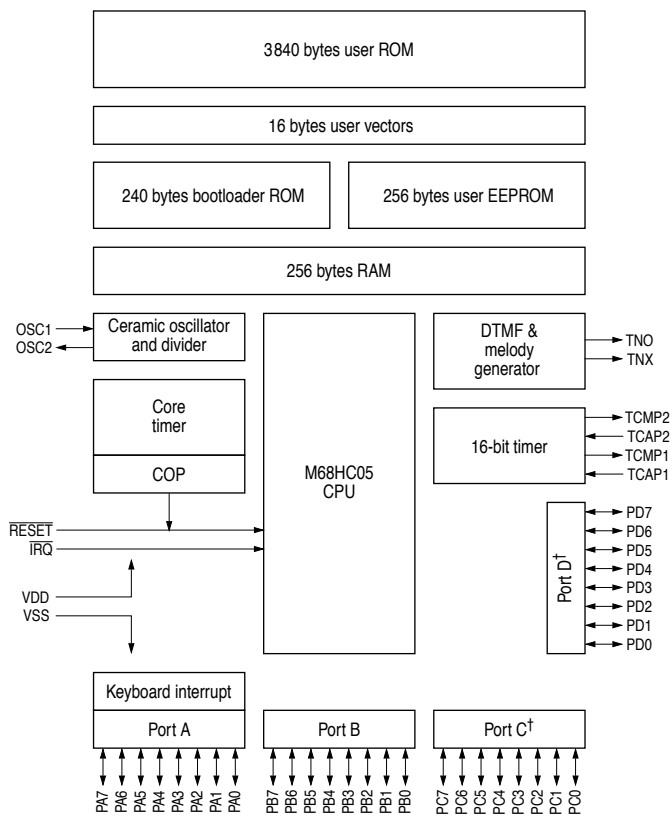 3840 bytes user ROM
16 bytes user vectors
240 bytes bootloader ROM
256 bytes user EEPROM
256 bytes RAM
OSC1
OSC2
Ceramic oscillator
and divider
Core
timer
COP
RESET
IRQ
VDD
VSS
M68HC05
CPU
DTMF &
melody
generator
TNO
TNX
16-bit timer
TCMP2
TCAP2
TCMP1
TCAP1
Port D†
PD7
PD6
PD5
PD4
PD3
PD2
PD1
PD0
Keyboard interrupt
Port A
Port B
Port C†
PA7
PA6
PA5
PA4
PA3
PA2
PA1
PA0
PB7
PB6
PB5
PB4
PB3
PB2
PB1
PB0
PC7
PC6
PC5
PC4
PC3
PC2
PC1
PC0